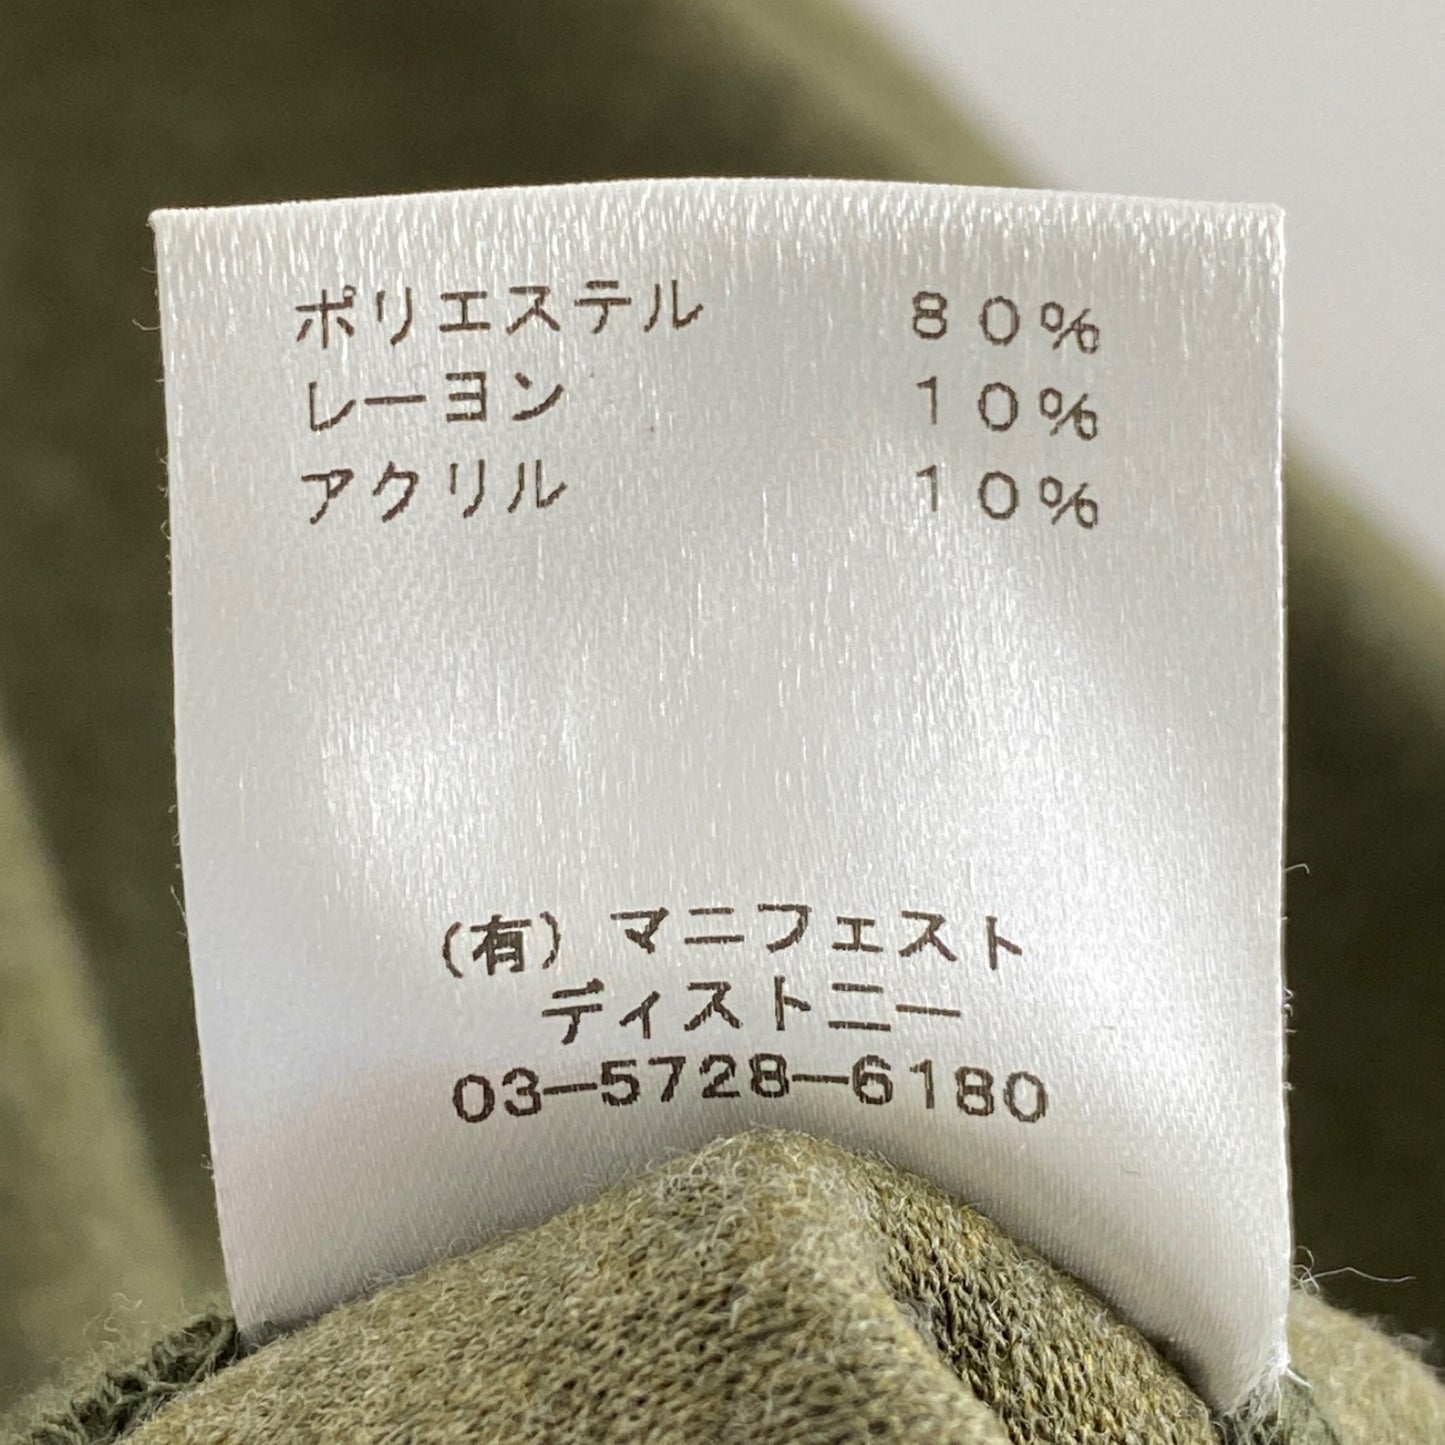 ポリエステル 80%
レーヨン 10%
アクリル 10%
(有)マニフェスト
ディストニー
03-5728-6180